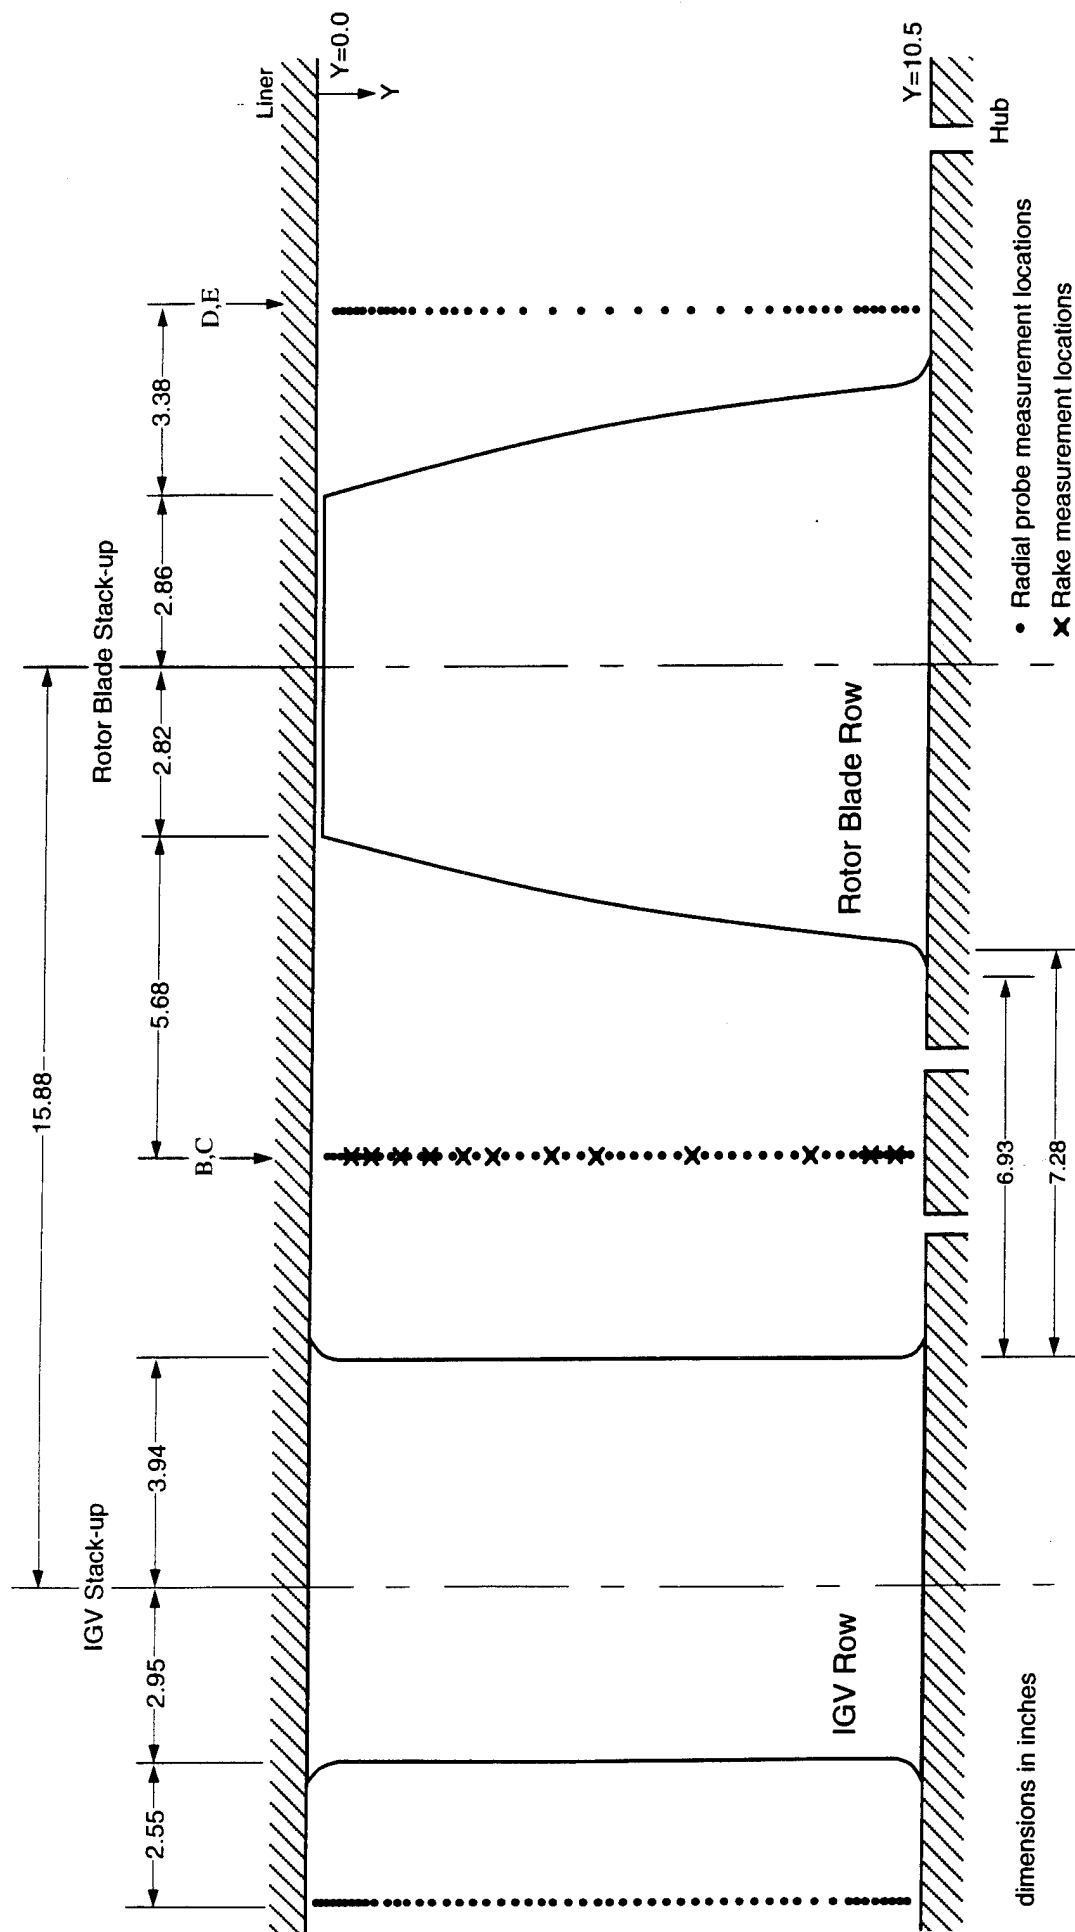 15.88
IGV Stack-up
Rotor Blade Stack-up
2.55
2.95
3.94
5.68
2.82
2.86
3.38
B,C
D,E
Liner
Y=0.0
Y
IGV Row
Rotor Blade Row
Y=10.5
Hub
dimensions in inches
6.93
7.28
• Radial probe measurement locations
× Rake measurement locations